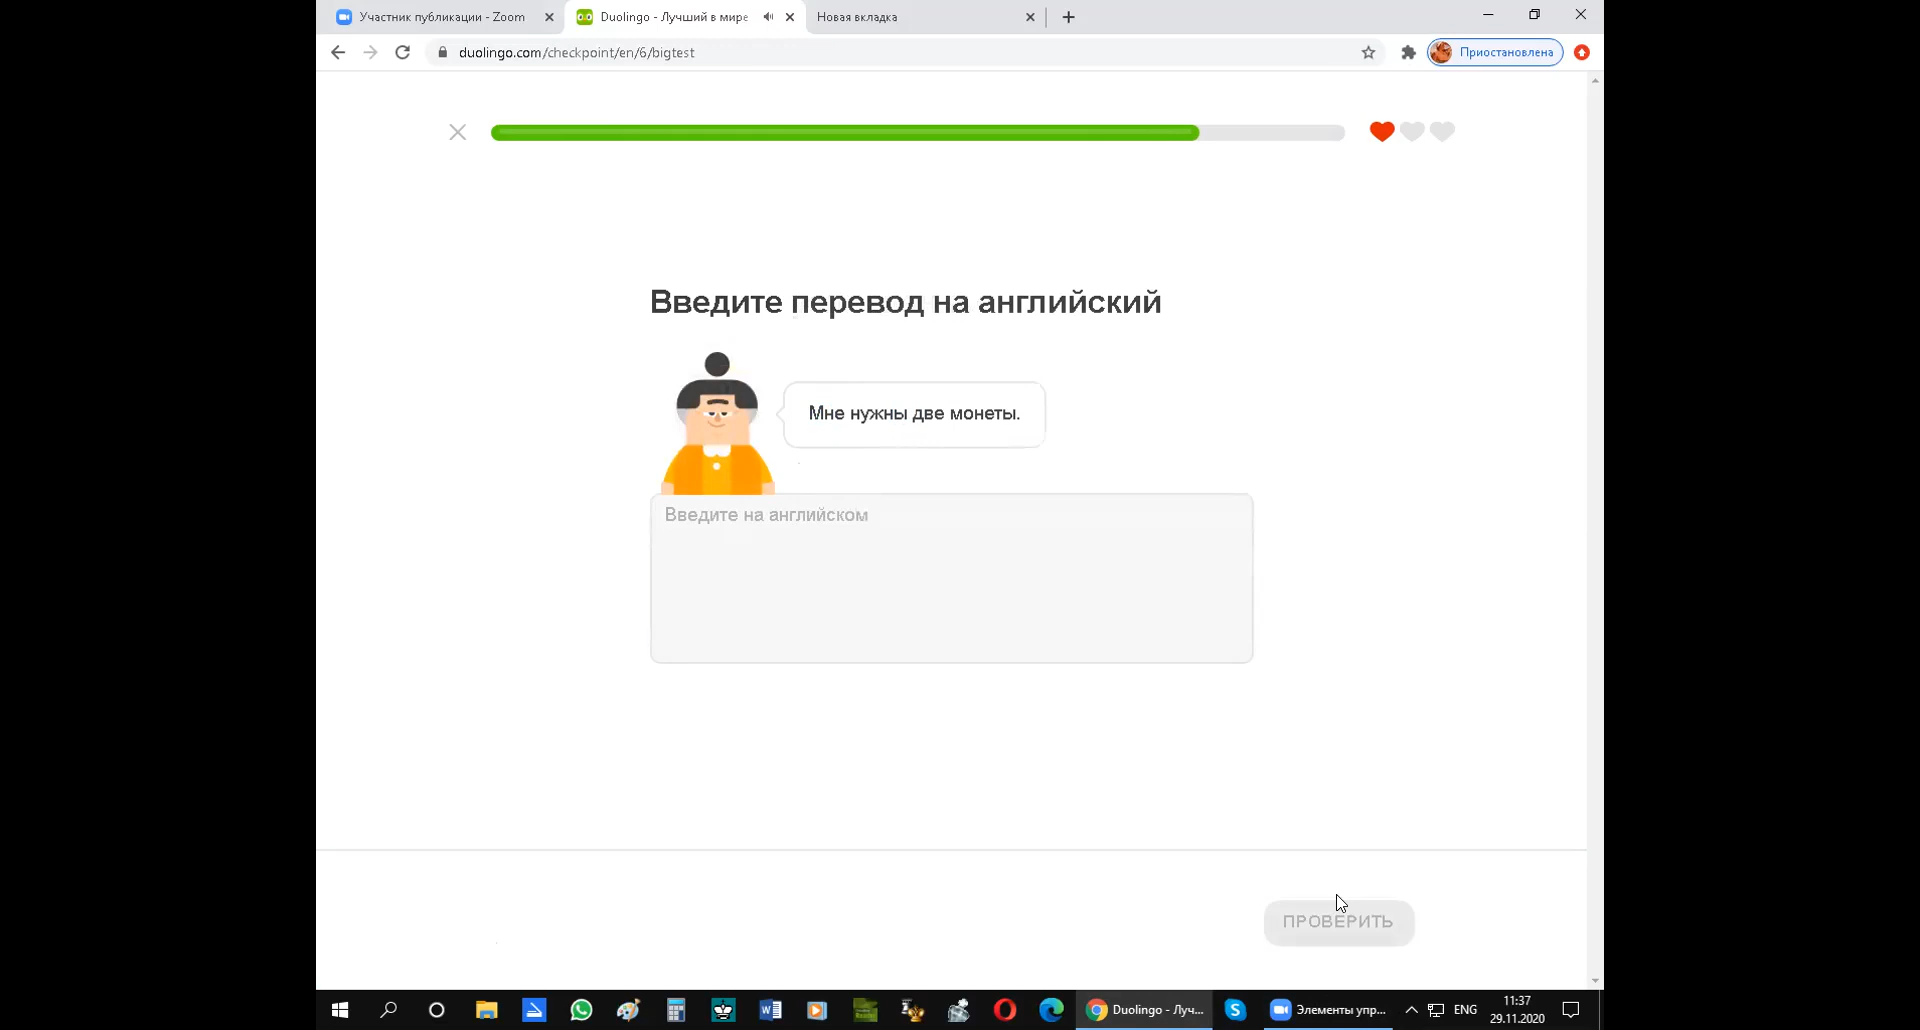 Участник публикации - Zoom
Duolingo - Лучший в мире
Новая вкладка
duolingo.com/checkpoint/en/6/bigtest
Приостановлена
Введите перевод на английский
Мне нужны две монеты.
Введите на английском
ПРОВЕРИТЬ
Duolingo - Луч...
Элементы упр...
ENG
11:37
29.11.2020